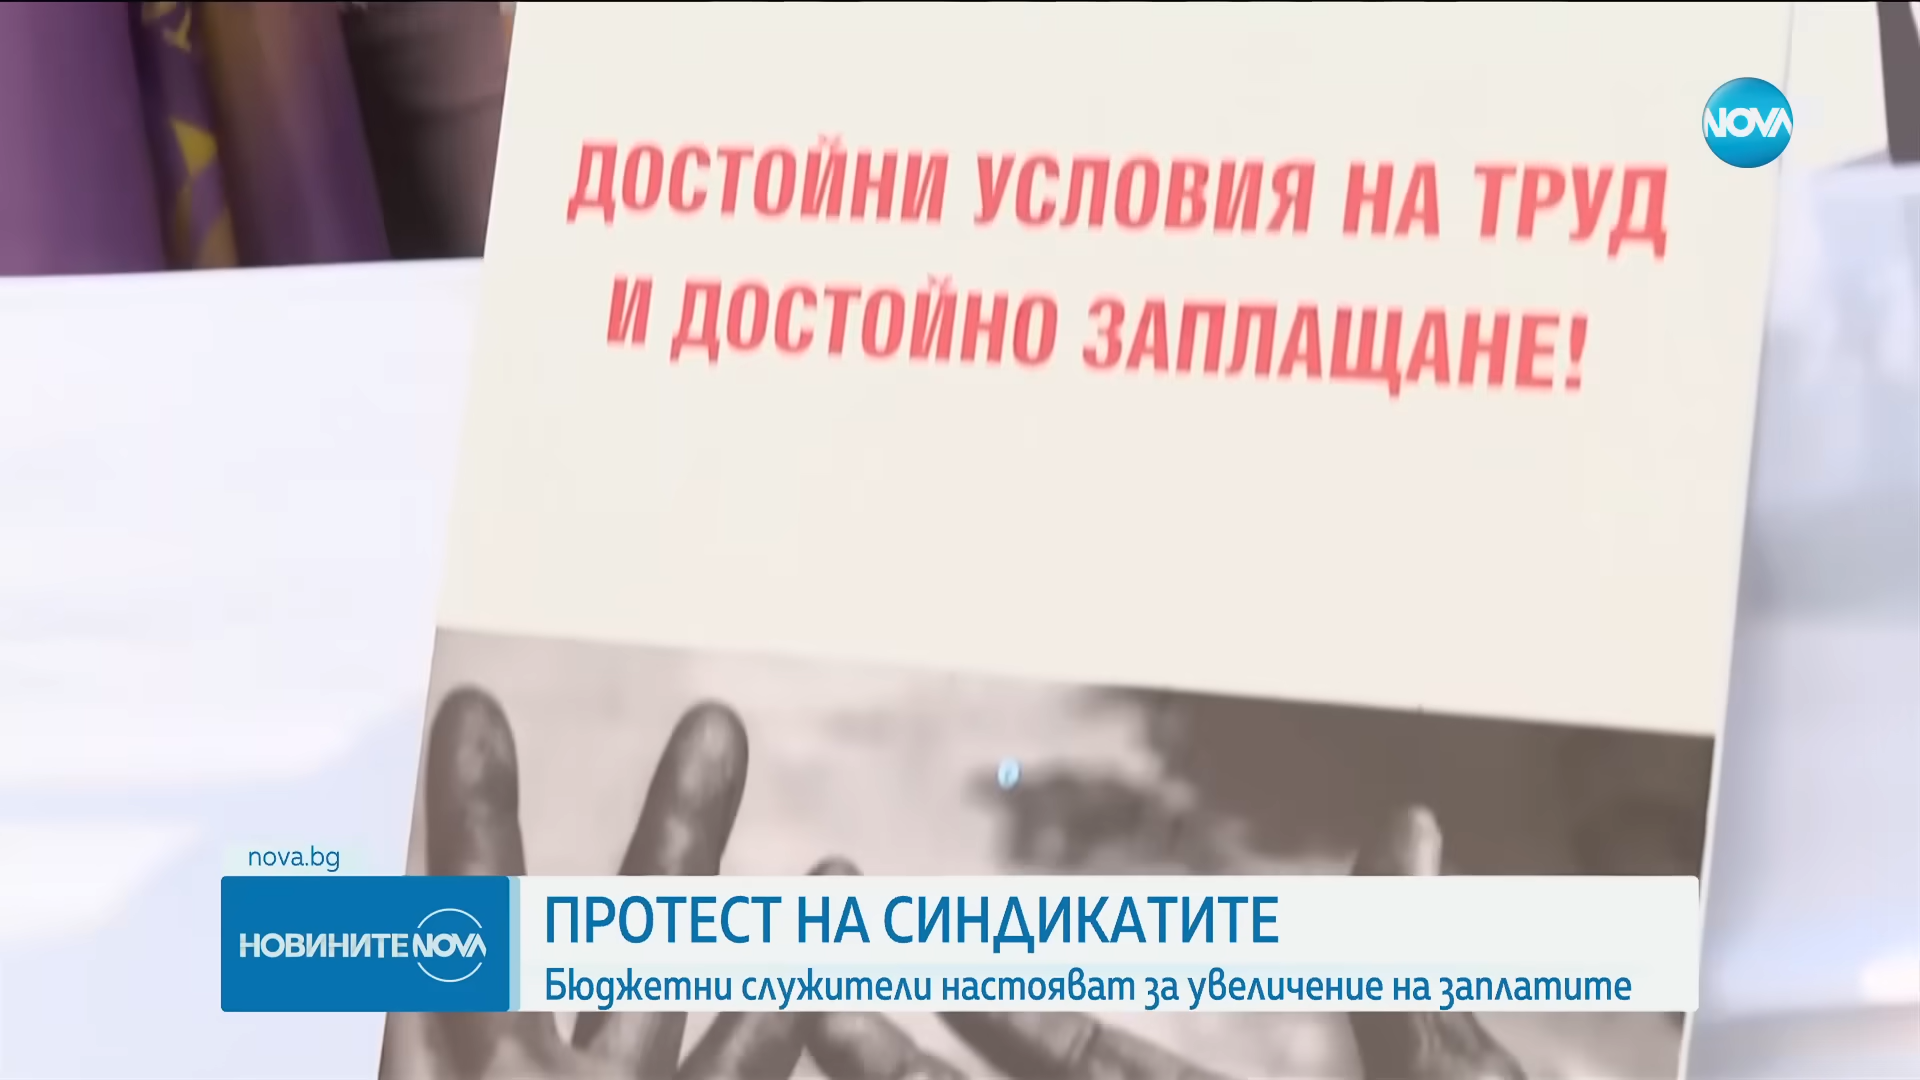 NOVA
ДОСТОЙНИ УСЛОВИЯ НА ТРУД
И ДОСТОЙНО ЗАПЛАЩАНЕ!
nova.bg
НОВИНИТЕ NOVA
ПРОТЕСТ НА СИНДИКАТИТЕ
Бюджетни служители настояват за увеличение на заплатите